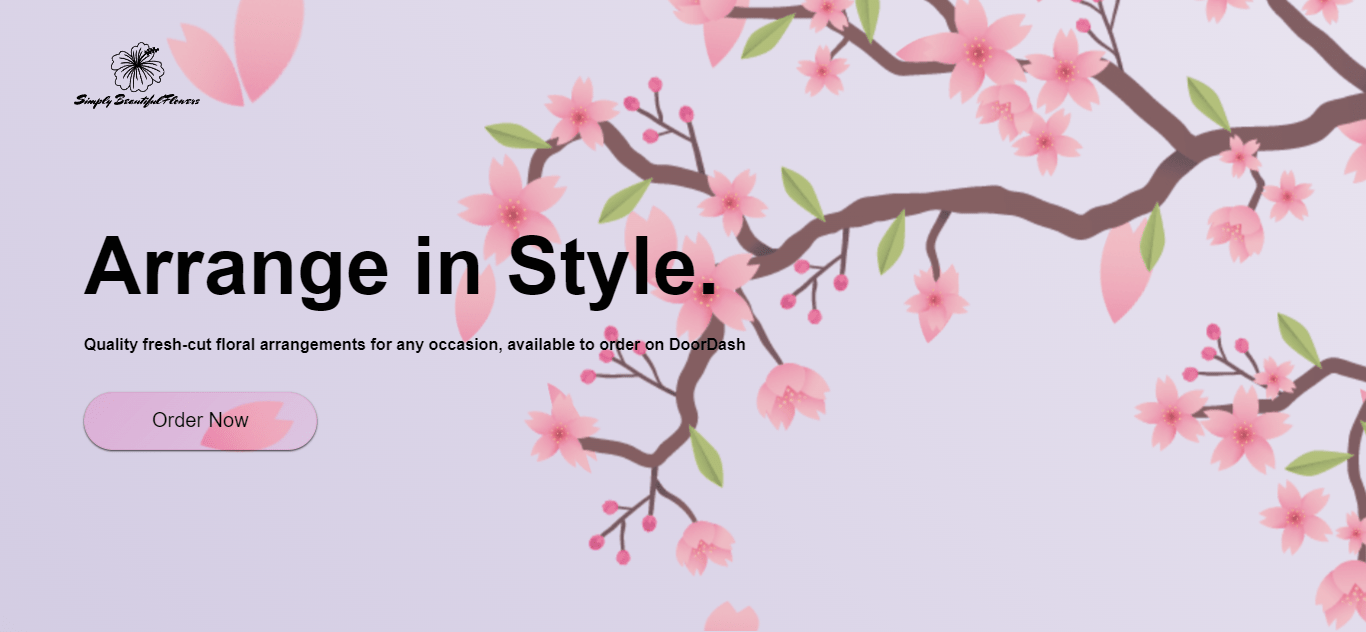 Simply Beautiful Flowers
Arrange in Style.
Quality fresh-cut floral arrangements for any occasion, available to order on DoorDash
Order Now